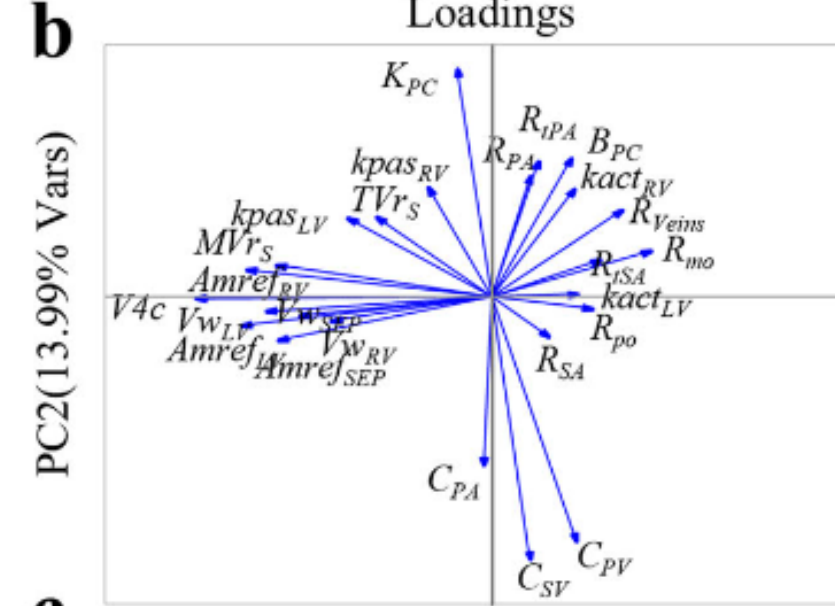 b
Loadings
PC2(13.99% Vars)
K_PC
R_tPA
R_PA
B_PC
kpas_RV
kact_RV
TVr_S
kpas_LV
R_Veins
MVr_S
R_mo
R_tSA
Amref_RV
V4c
kact_LV
Vw_LV
Vw_SEP
R_po
Amref_LV
Vw_RV
Amref_SEP
R_SA
C_PA
C_PV
C_SV